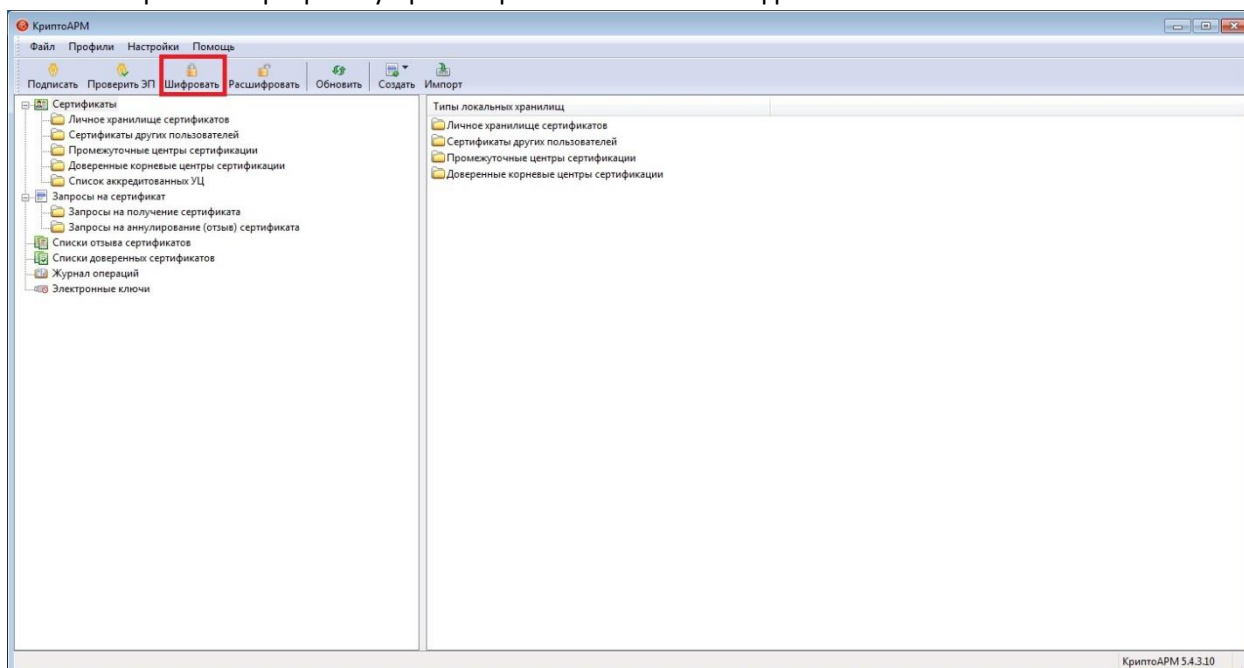 КриптоАРМ
Файл Профили Настройки Помощь
Подписать Проверить ЭП Шифровать Расшифровать Обновить Создать Импорт
Сертификаты
Личное хранилище сертификатов
Сертификаты других пользователей
Промежуточные центры сертификации
Доверенные корневые центры сертификации
Список аккредитованных УЦ
Запросы на сертификат
Запросы на получение сертификата
Запросы на аннулирование (отзыв) сертификата
Списки отзыва сертификатов
Списки доверенных сертификатов
Журнал операций
Электронные ключи
Типы локальных хранилищ
Личное хранилище сертификатов
Сертификаты других пользователей
Промежуточные центры сертификации
Доверенные корневые центры сертификации
КриптоАРМ 5.4.3.10